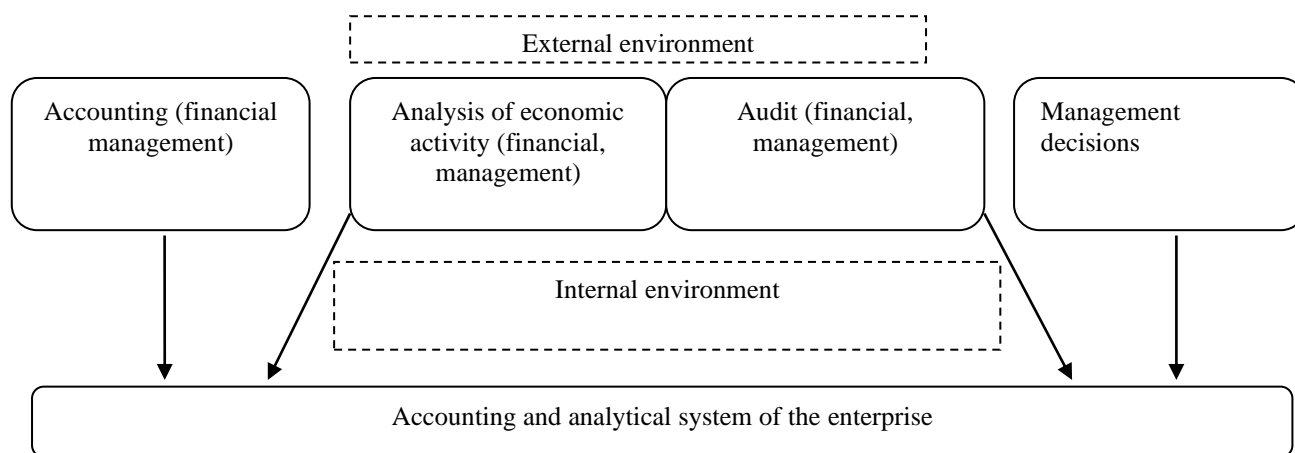 External environment
Accounting (financial
management)
Analysis of economic
activity (financial,
management)
Audit (financial,
management)
Management
decisions
Internal environment
Accounting and analytical system of the enterprise